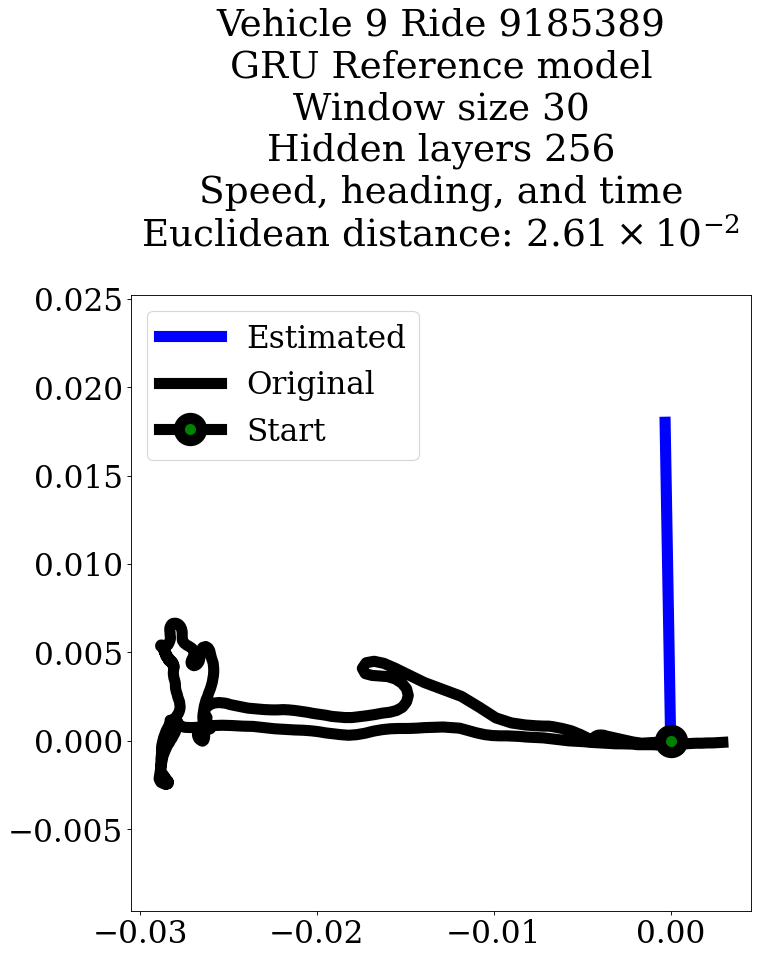 Vehicle 9 Ride 9185389
GRU Reference model
Window size 30
Hidden layers 256
Speed, heading, and time
Euclidean distance: 2.61 × 10⁻²
0.025
0.020
0.015
0.010
0.005
0.000
−0.005
Estimated
Original
Start
−0.03
−0.02
−0.01
0.00